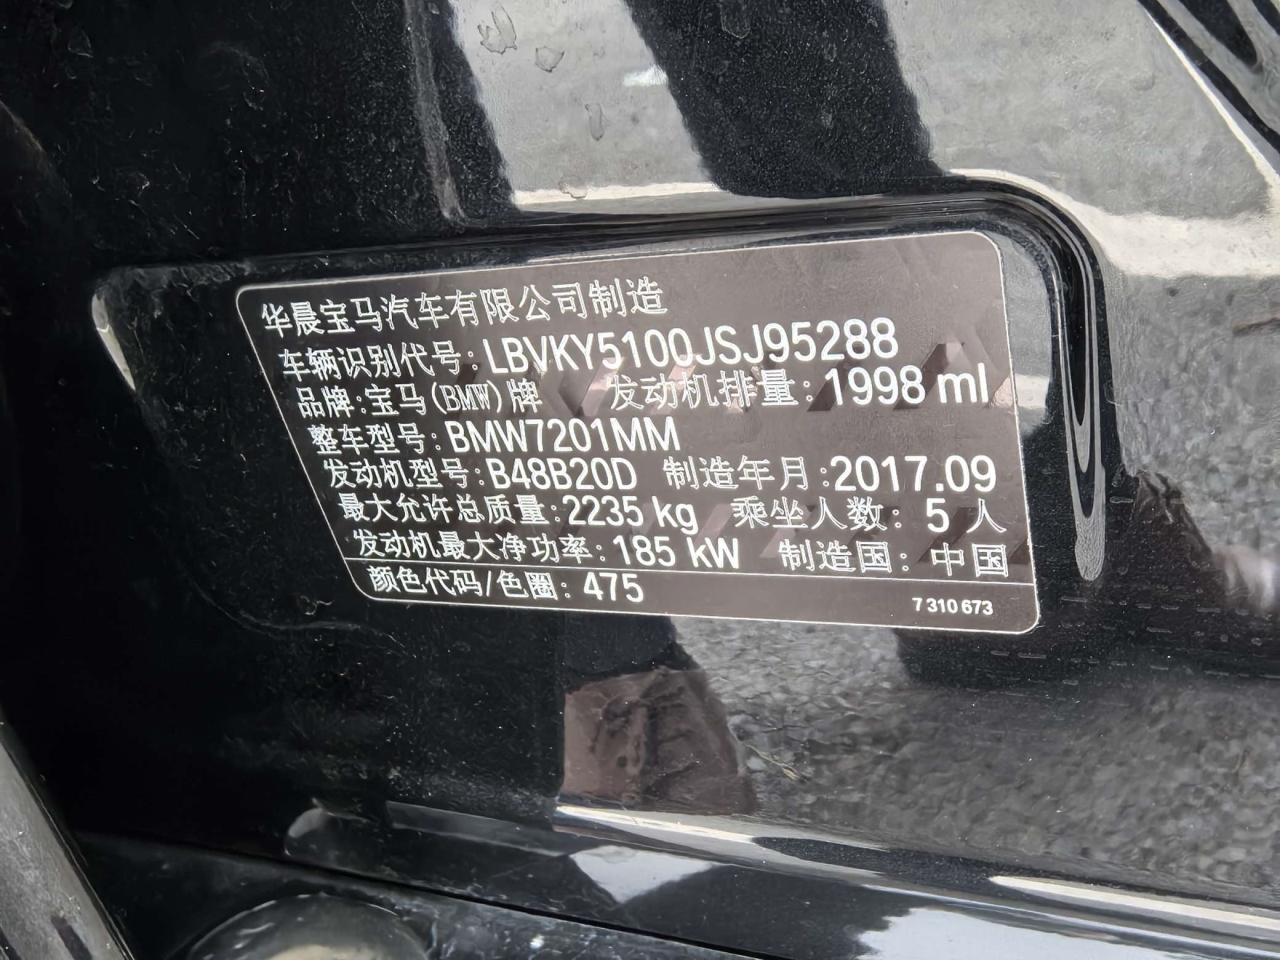 华晨宝马汽车有限公司制造
车辆识别代号: LBVKY5100JSJ95288
品牌:宝马(BMW)牌 发动机排量: 1998 ml
整车型号: BMW7201MM
发动机型号: B48B20D 制造年月:2017.09
最大允许总质量: 2235 kg 乘坐人数: 5 人
发动机最大净功率: 185 kW 制造国: 中国
颜色代码/色圈: 475 7 310 673